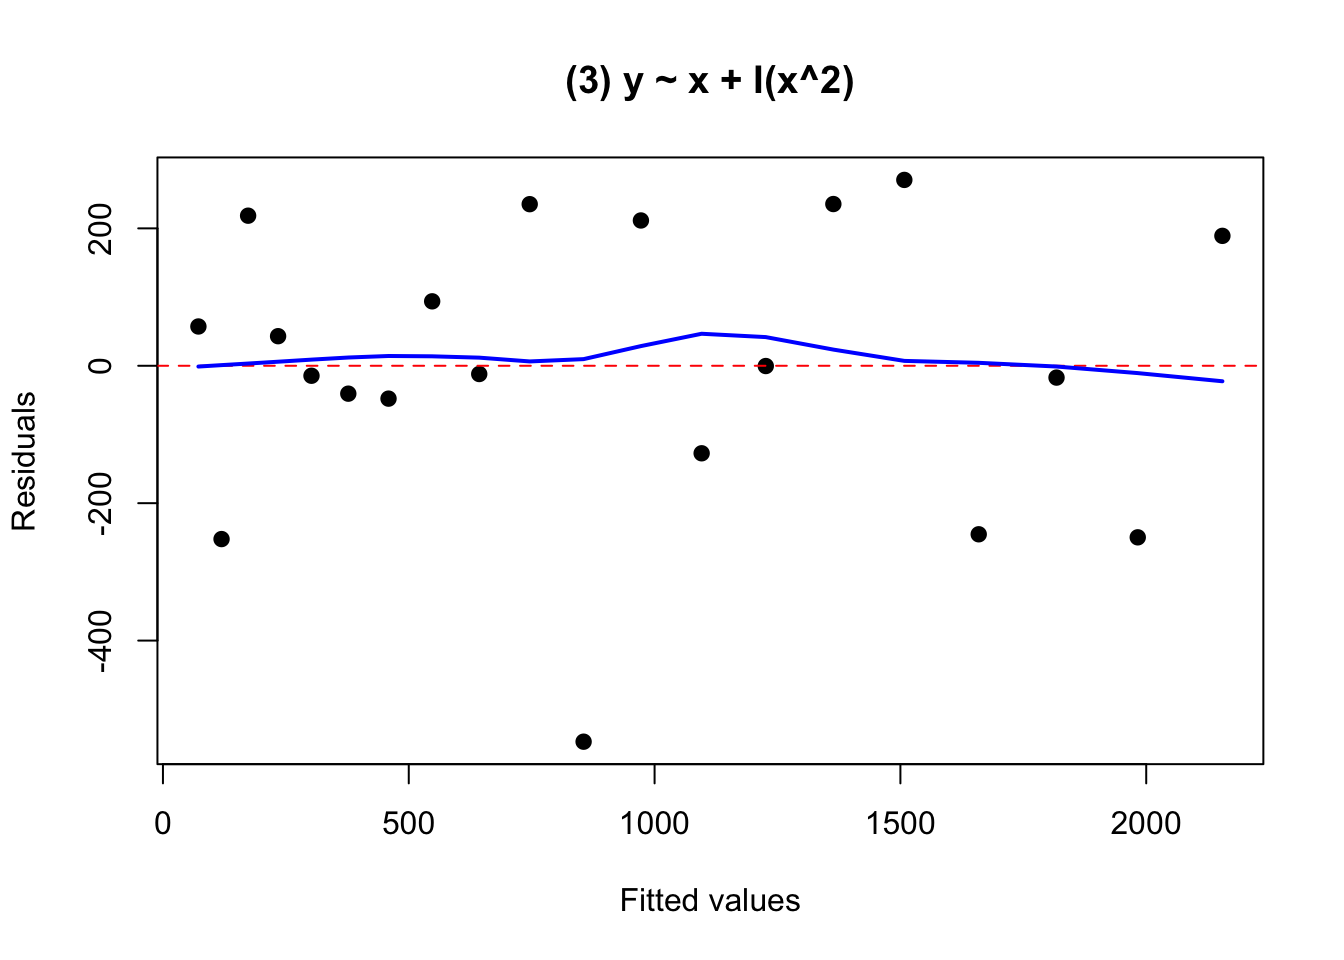 (3) y ~ x + I(x^2)
200
0
-200
-400
Residuals
0 500 1000 1500 2000
Fitted values